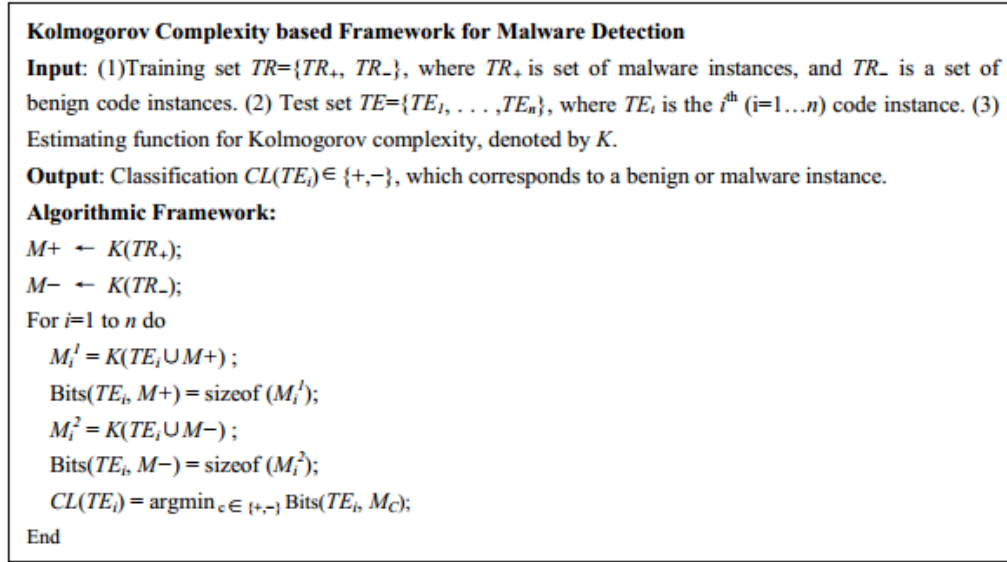 Kolmogorov Complexity based Framework for Malware Detection
Input: (1)Training set TR={TR₊, TR₋}, where TR₊ is set of malware instances, and TR₋ is a set of
benign code instances. (2) Test set TE={TE₁, . . . ,TEₙ}, where TEᵢ is the iᵗʰ (i=1…n) code instance. (3)
Estimating function for Kolmogorov complexity, denoted by K.
Output: Classification CL(TEᵢ)∈ {+,−}, which corresponds to a benign or malware instance.
Algorithmic Framework:
M+ ← K(TR₊);
M− ← K(TR₋);
For i=1 to n do
Mᵢ¹ = K(TEᵢ∪M+) ;
Bits(TEᵢ, M+) = sizeof (Mᵢ¹);
Mᵢ² = K(TEᵢ∪M−) ;
Bits(TEᵢ, M−) = sizeof (Mᵢ²);
CL(TEᵢ) = argmin c∈ {+,−} Bits(TEᵢ, M_C);
End